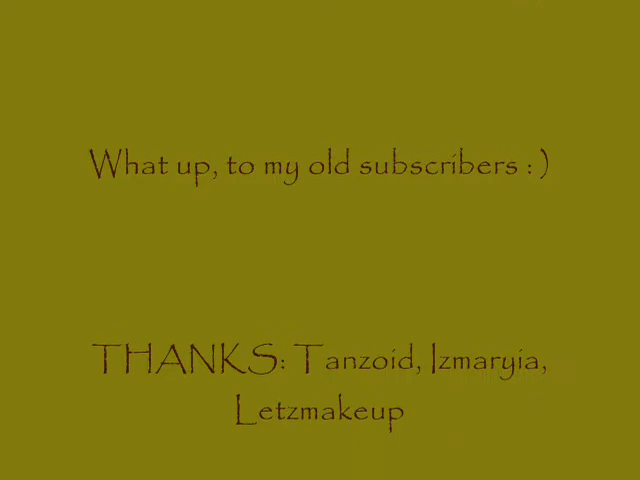 What up, to my old subscribers : )
THANKS: Tanzoid, Izmaryia,
Letzmakeup